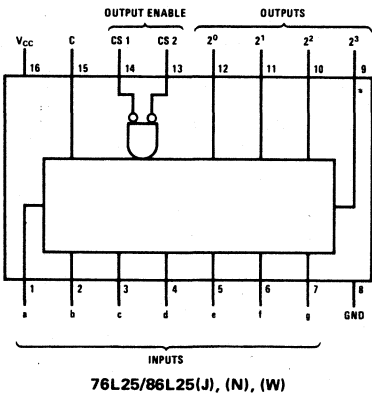 OUTPUT ENABLE OUTPUTS
VCC C CS 1 CS 2 2⁰ 2¹ 2² 2³
16 15 14 13 12 11 10 9
*
1 2 3 4 5 6 7 8
a b c d e f g GND
INPUTS
76L25/86L25(J), (N), (W)